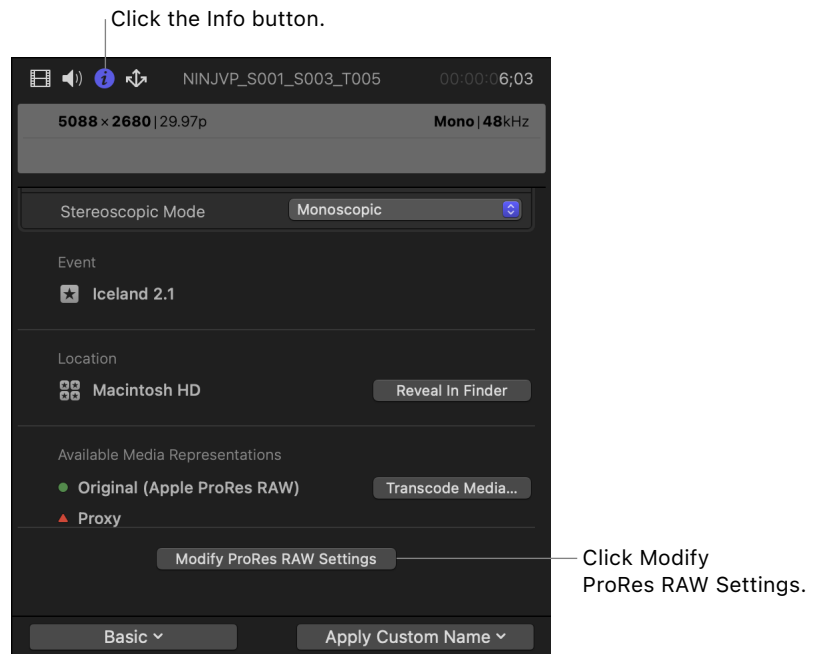 Click the Info button.
NINJVP_S001_S003_T005 00:00:06;03
5088 × 2680 | 29.97p Mono | 48kHz
Stereoscopic Mode Monoscopic
Event
Iceland 2.1
Location
Macintosh HD Reveal In Finder
Available Media Representations
Original (Apple ProRes RAW) Transcode Media...
Proxy
Modify ProRes RAW Settings
Click Modify
ProRes RAW Settings.
Basic Apply Custom Name